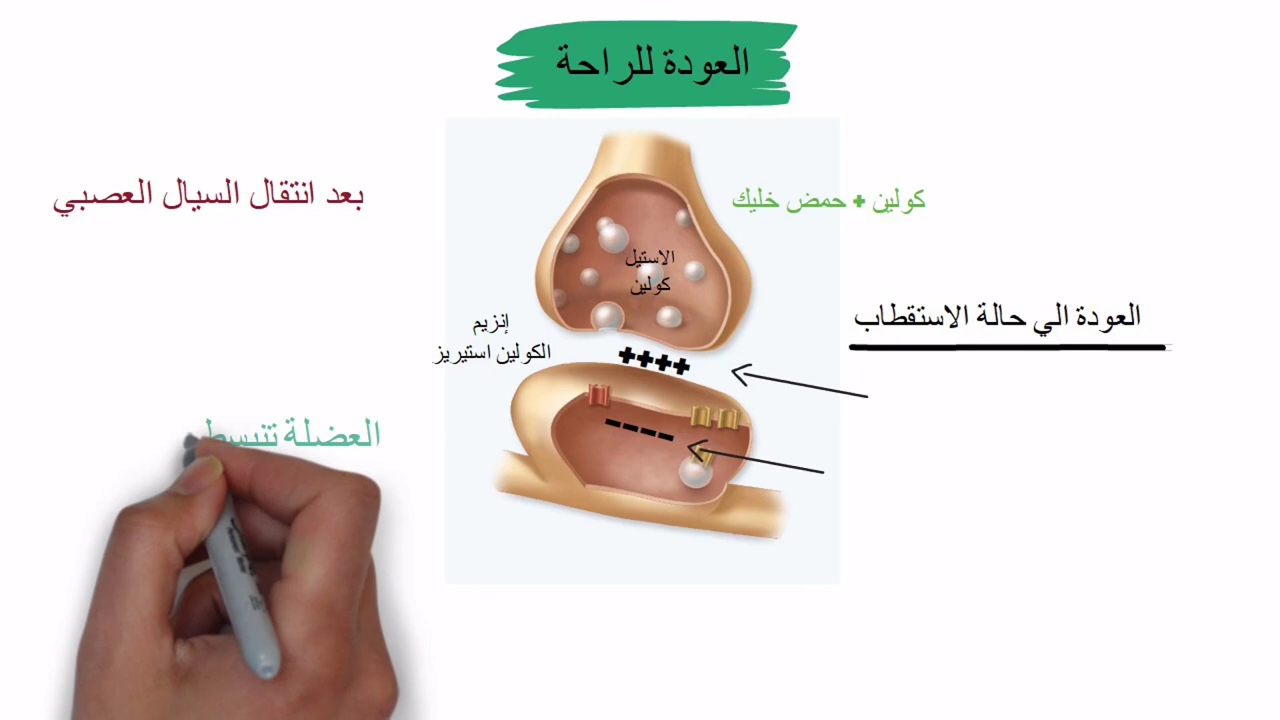 العودة للراحة
بعد انتقال السيال العصبي
كولين + حمض خليك
الاستيل
كولين
العودة الي حالة الاستقطاب
إنزيم
الكولين استيريز
++++
----
العضلة تنبسط